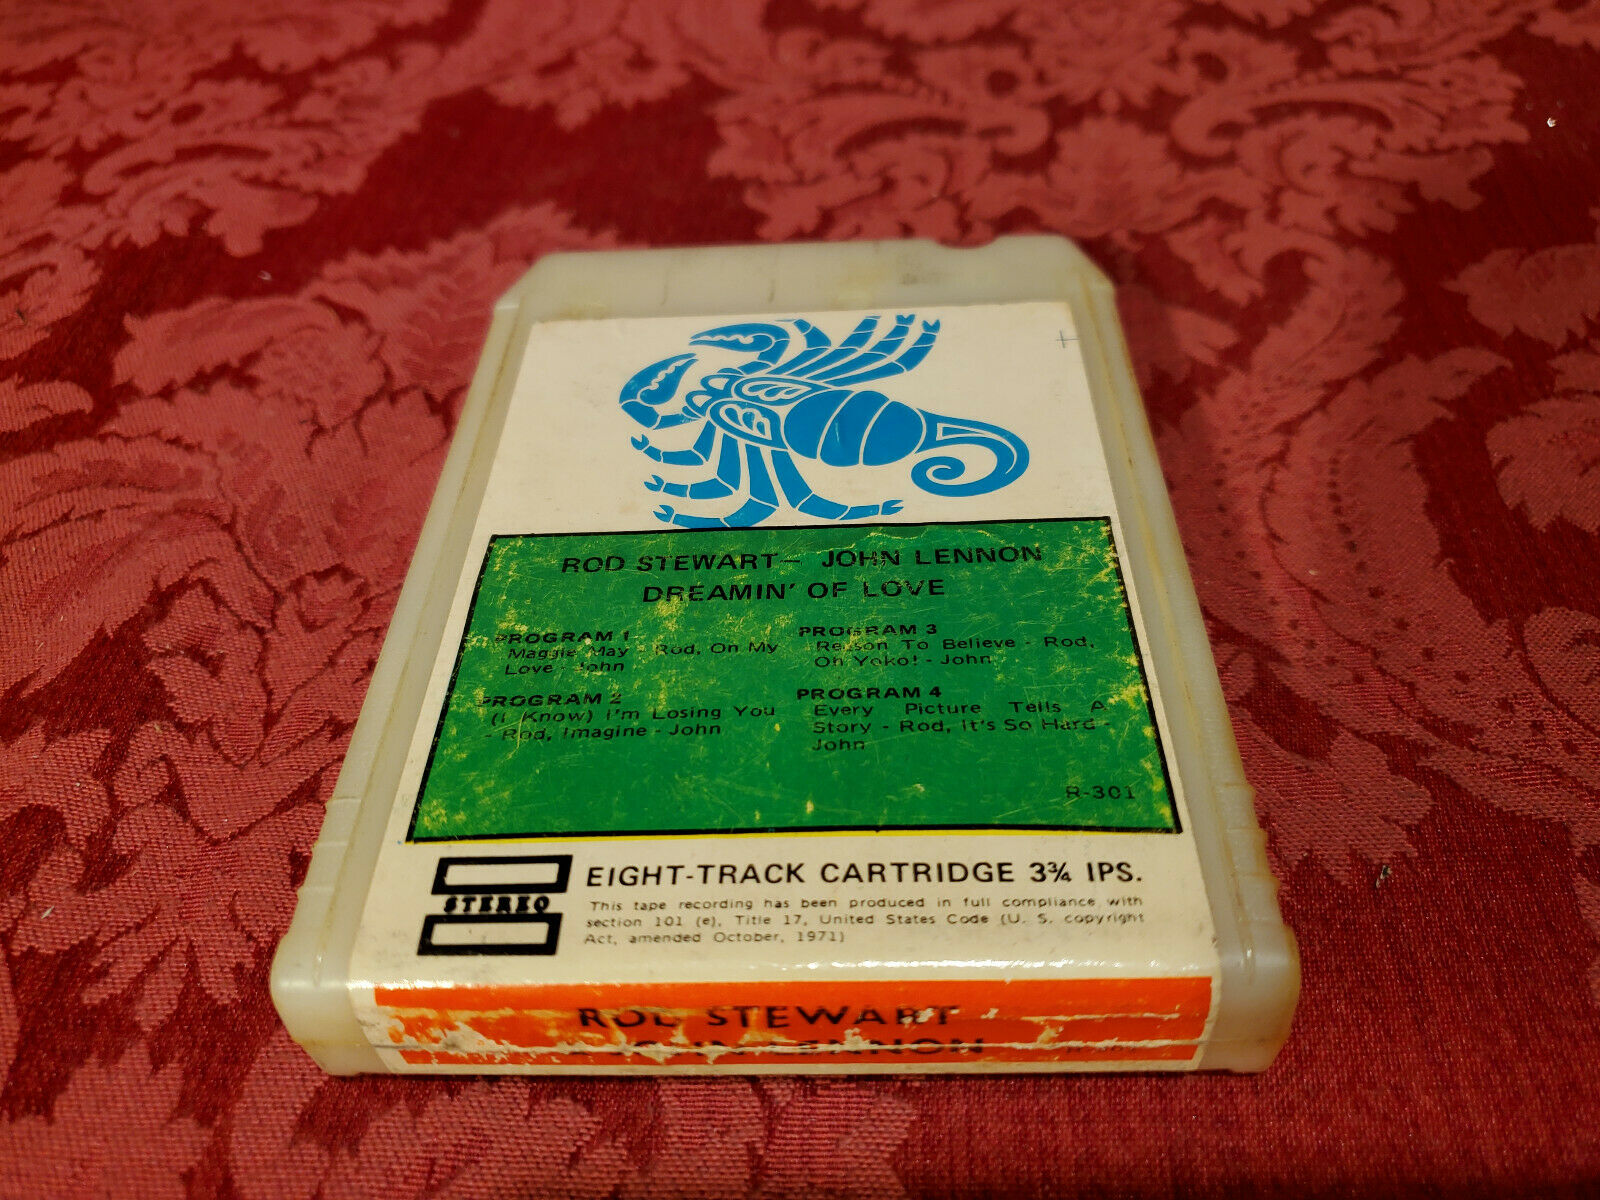 ROD STEWART – JOHN LENNON
DREAMIN' OF LOVE
PROGRAM 1
Maggie May - Rod, On My
Love - John
PROGRAM 2
(I Know) I'm Losing You
- Rod, Imagine - John
PROGRAM 3
Reason To Believe - Rod,
Oh Yoko! - John
PROGRAM 4
Every Picture Tells A
Story - Rod, It's So Hard -
John
R-301
STEREO
EIGHT-TRACK CARTRIDGE 3¾ IPS.
This tape recording has been produced in full compliance with
section 101 (e), Title 17, United States Code (U. S. copyright
Act, amended October, 1971)
ROD STEWART
JOHN LENNON